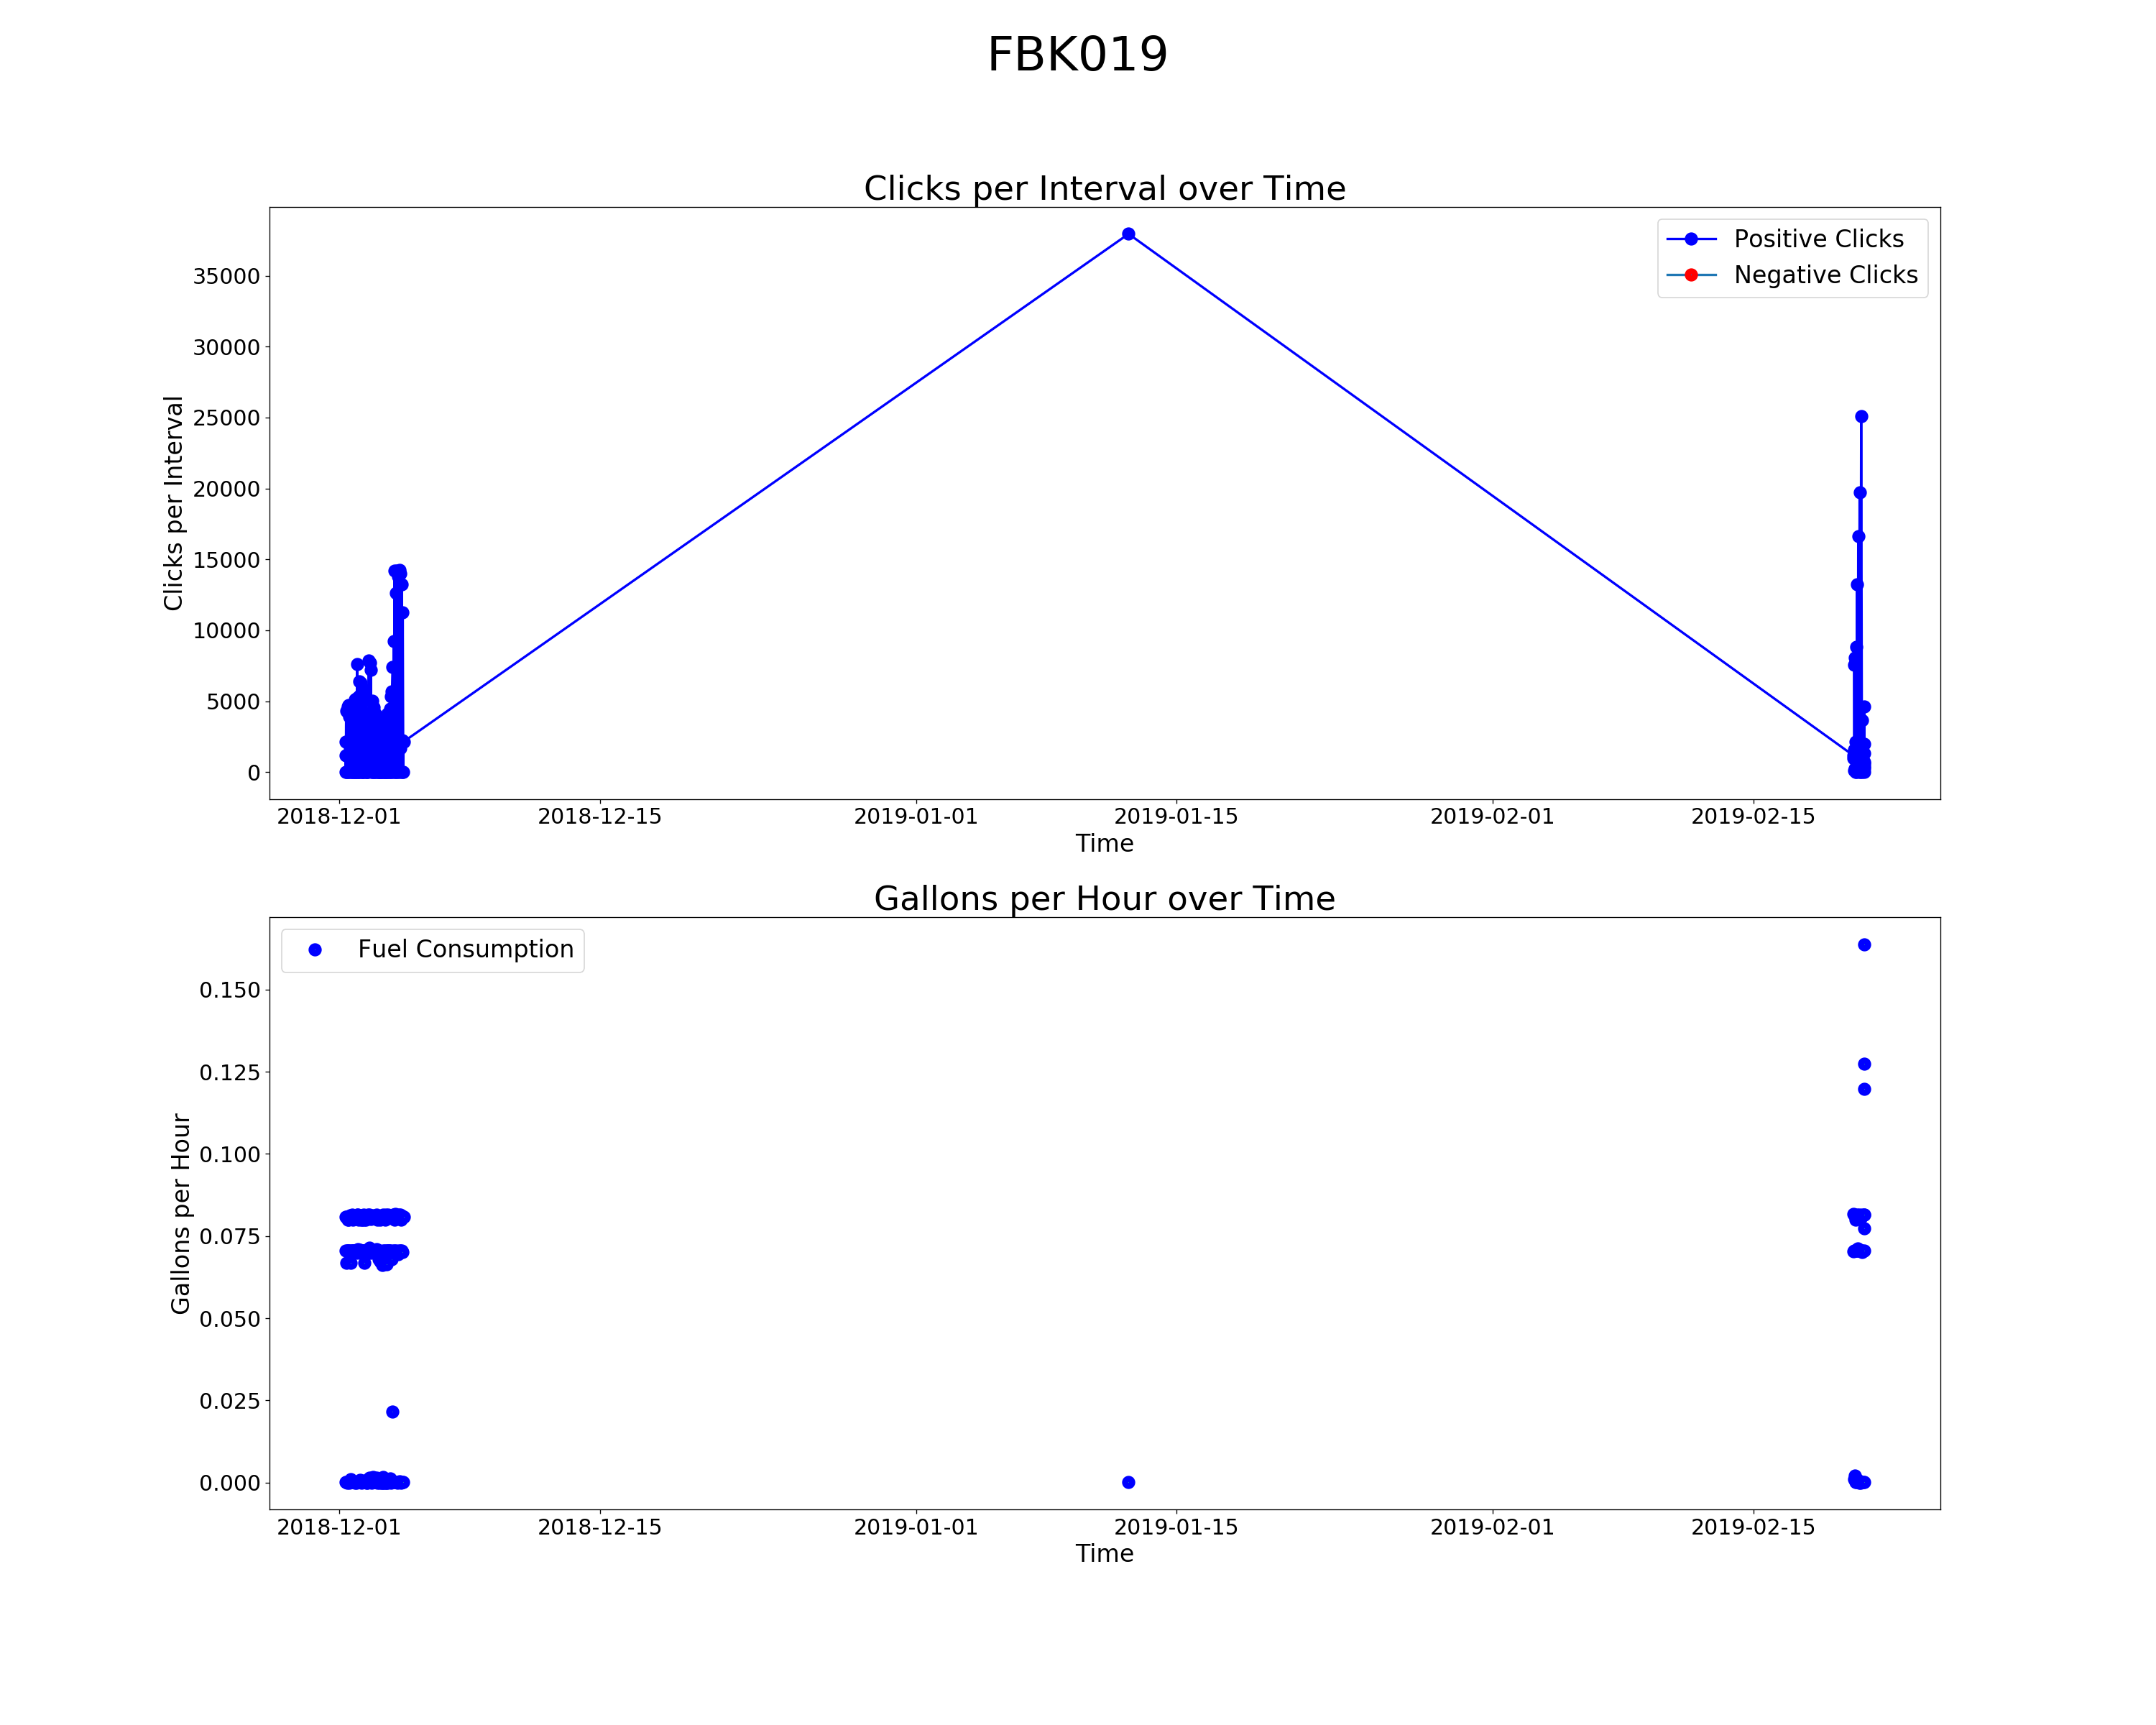 FBK019
Clicks per Interval over Time
Positive Clicks
Negative Clicks
Clicks per Interval
35000
30000
25000
20000
15000
10000
5000
0
2018-12-01 2018-12-15 2019-01-01 2019-01-15 2019-02-01 2019-02-15
Time
Gallons per Hour over Time
Fuel Consumption
Gallons per Hour
0.150
0.125
0.100
0.075
0.050
0.025
0.000
2018-12-01 2018-12-15 2019-01-01 2019-01-15 2019-02-01 2019-02-15
Time